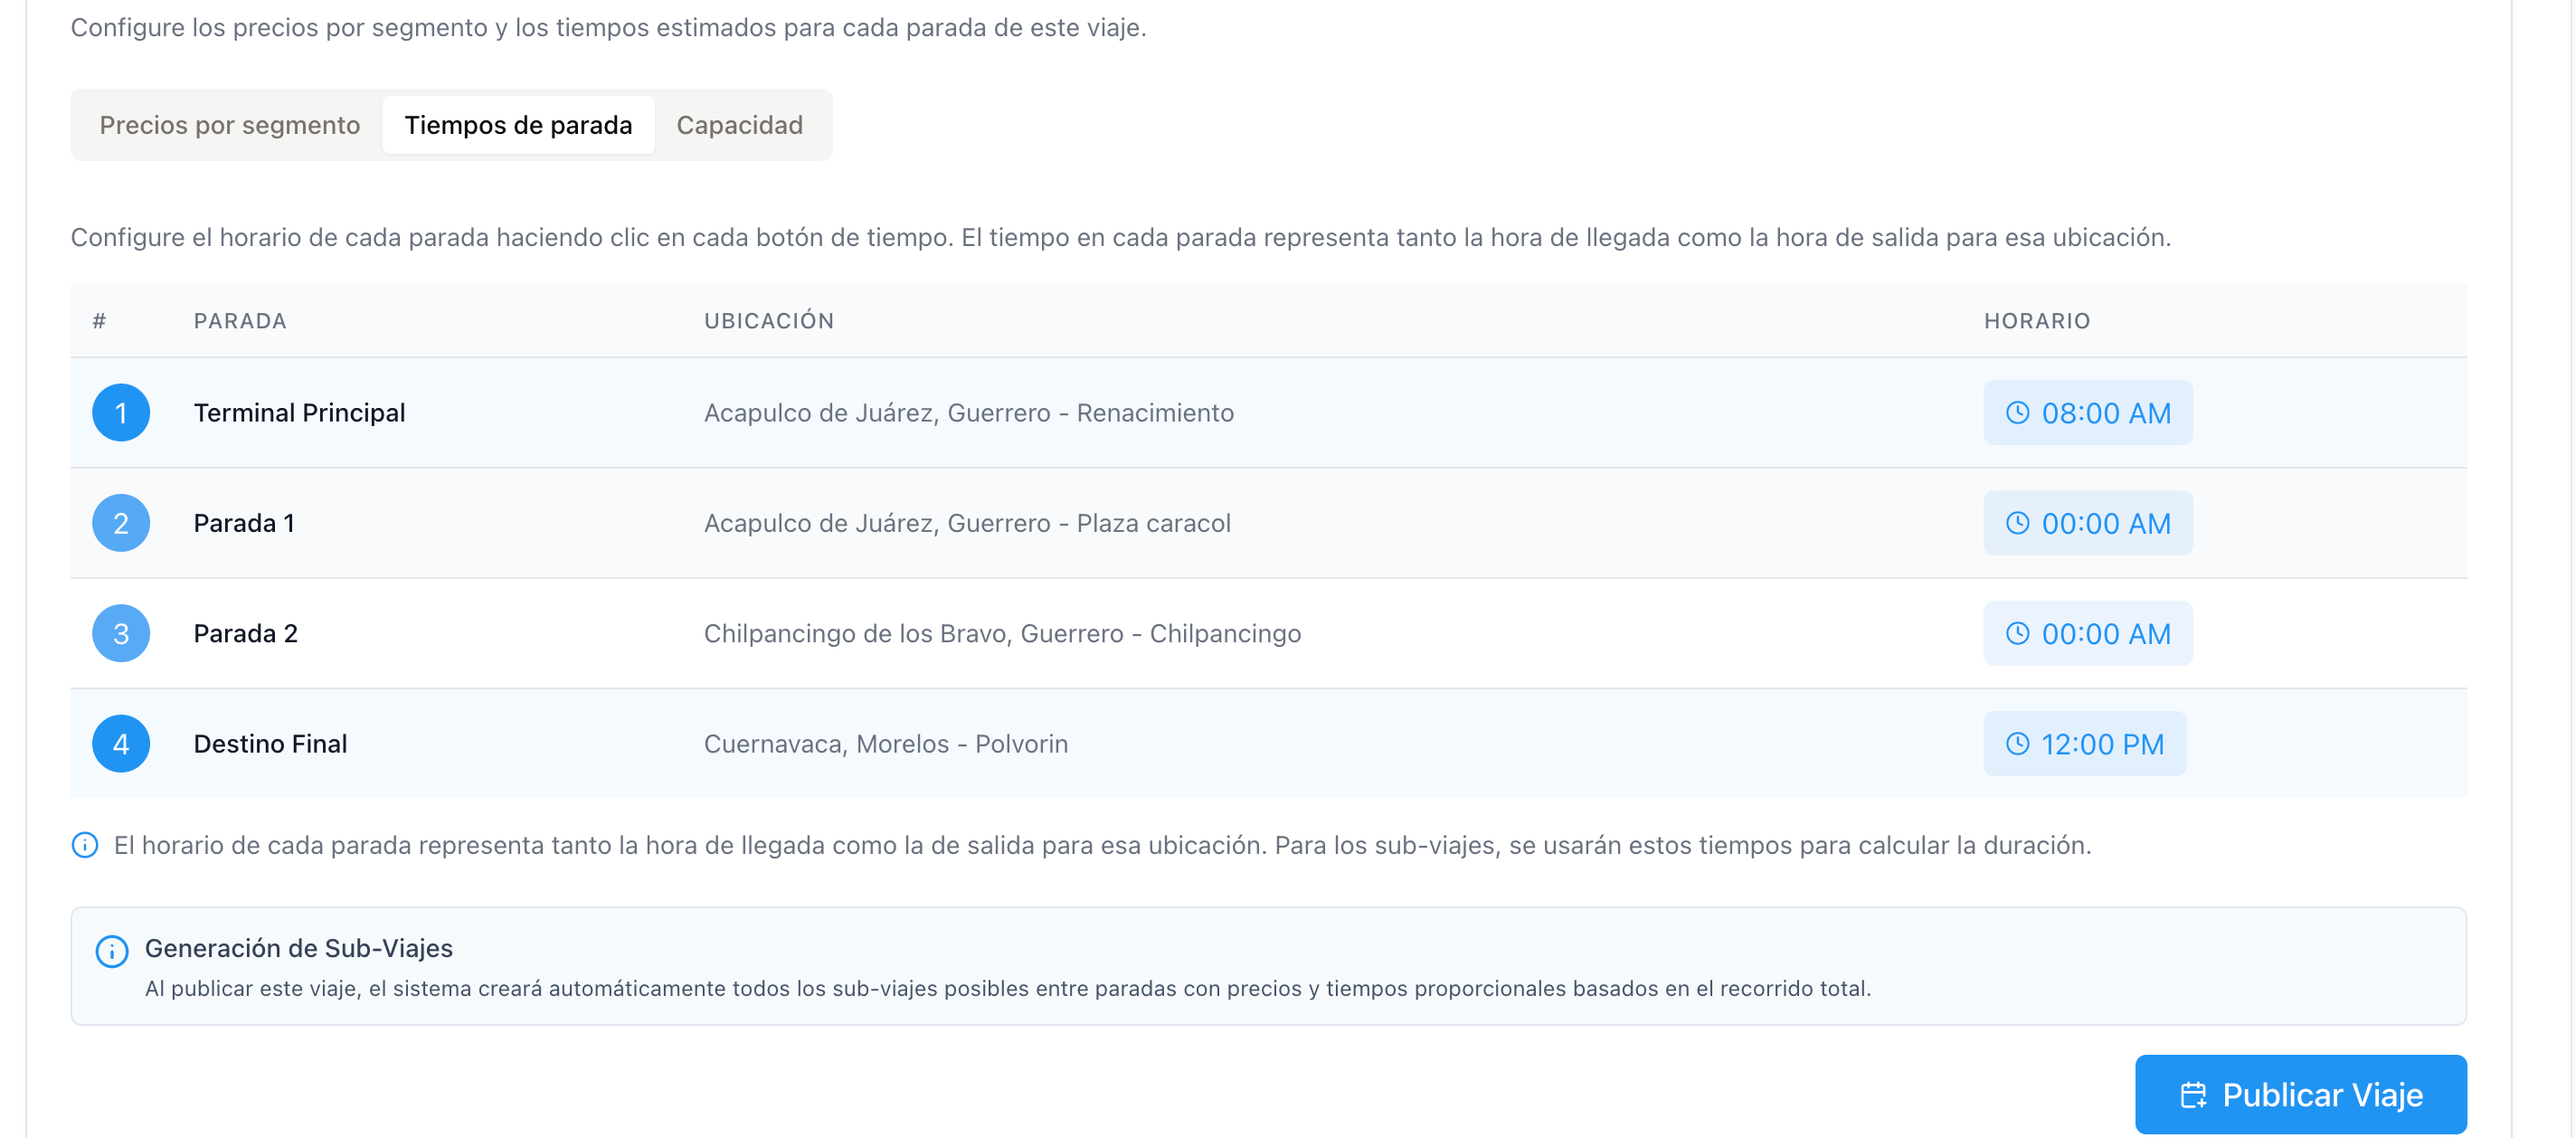 Configure los precios por segmento y los tiempos estimados para cada parada de este viaje.
Precios por segmento Tiempos de parada Capacidad
Configure el horario de cada parada haciendo clic en cada botón de tiempo. El tiempo en cada parada representa tanto la hora de llegada como la hora de salida para esa ubicación.
# PARADA UBICACIÓN HORARIO
1 Terminal Principal Acapulco de Juárez, Guerrero - Renacimiento 08:00 AM
2 Parada 1 Acapulco de Juárez, Guerrero - Plaza caracol 00:00 AM
3 Parada 2 Chilpancingo de los Bravo, Guerrero - Chilpancingo 00:00 AM
4 Destino Final Cuernavaca, Morelos - Polvorin 12:00 PM
El horario de cada parada representa tanto la hora de llegada como la de salida para esa ubicación. Para los sub-viajes, se usarán estos tiempos para calcular la duración.
Generación de Sub-Viajes
Al publicar este viaje, el sistema creará automáticamente todos los sub-viajes posibles entre paradas con precios y tiempos proporcionales basados en el recorrido total.
Publicar Viaje